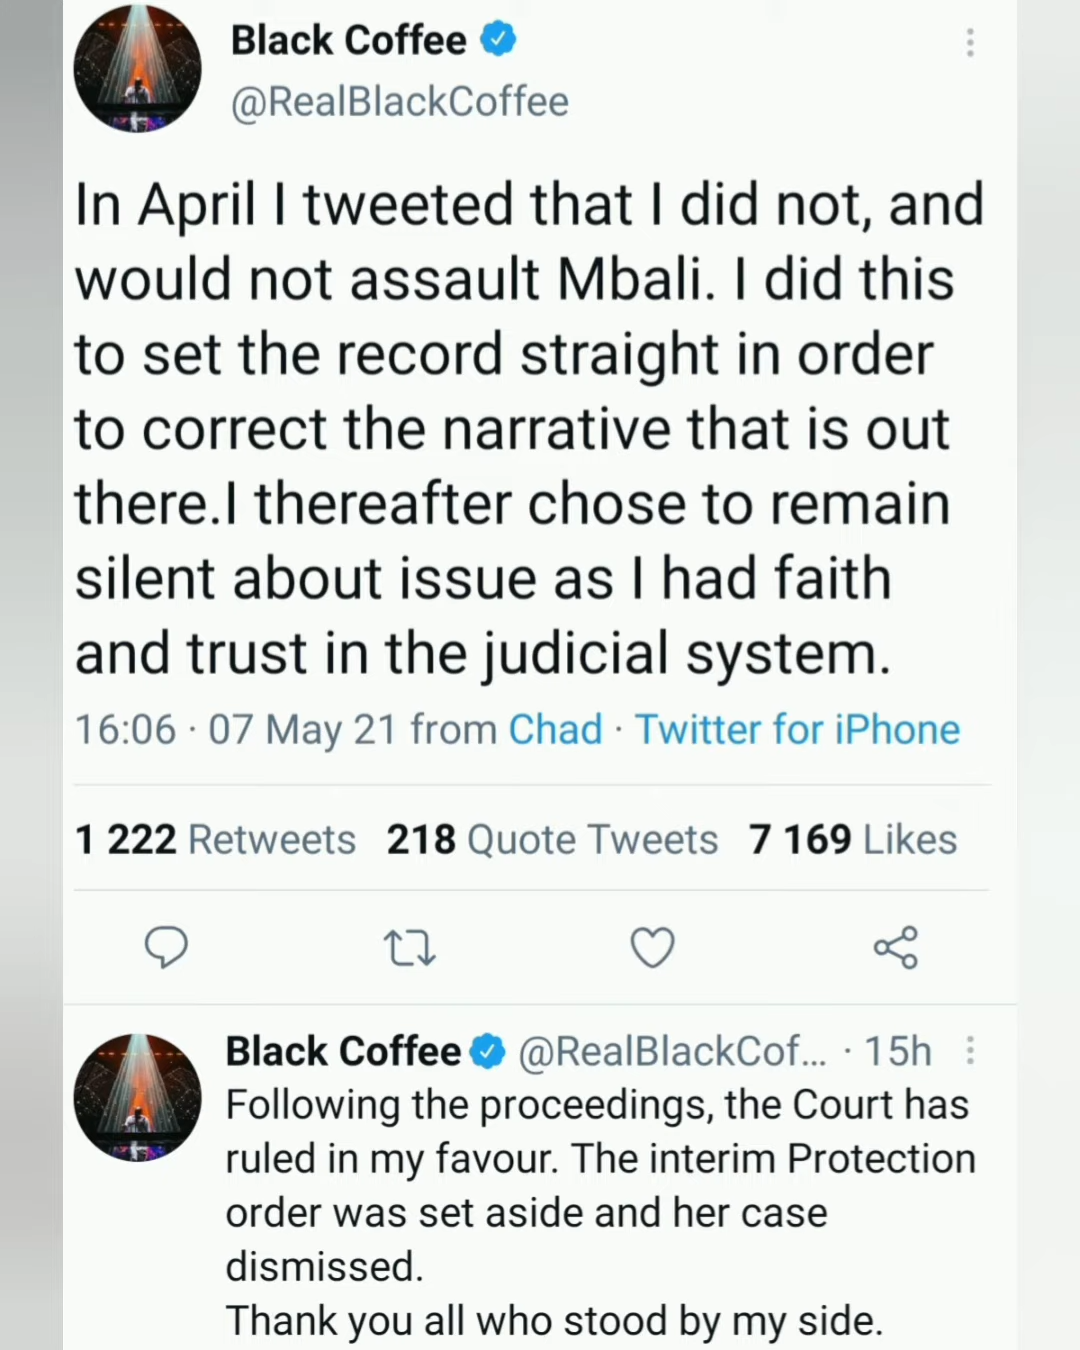 Black Coffee
@RealBlackCoffee
In April I tweeted that I did not, and
would not assault Mbali. I did this
to set the record straight in order
to correct the narrative that is out
there.I thereafter chose to remain
silent about issue as I had faith
and trust in the judicial system.
16:06 · 07 May 21 from Chad · Twitter for iPhone
1 222 Retweets 218 Quote Tweets 7 169 Likes
Black Coffee @RealBlackCof... · 15h
Following the proceedings, the Court has
ruled in my favour. The interim Protection
order was set aside and her case
dismissed.
Thank you all who stood by my side.